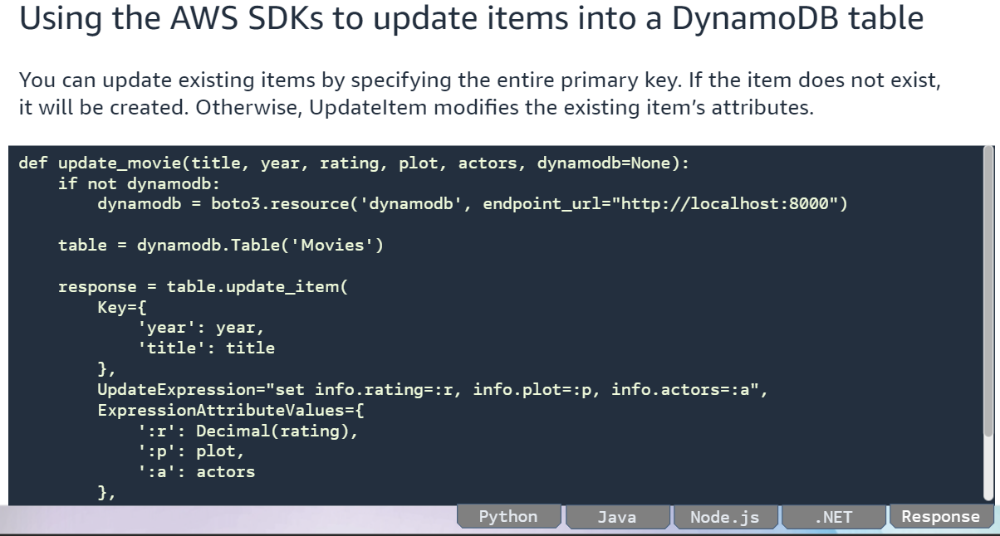 Using the AWS SDKs to update items into a DynamoDB table
You can update existing items by specifying the entire primary key. If the item does not exist,
it will be created. Otherwise, UpdateItem modifies the existing item’s attributes.
def update_movie(title, year, rating, plot, actors, dynamodb=None):
    if not dynamodb:
        dynamodb = boto3.resource('dynamodb', endpoint_url="http://localhost:8000")
    table = dynamodb.Table('Movies')
    response = table.update_item(
        Key={
            'year': year,
            'title': title
        },
        UpdateExpression="set info.rating=:r, info.plot=:p, info.actors=:a",
        ExpressionAttributeValues={
            ':r': Decimal(rating),
            ':p': plot,
            ':a': actors
        },
Python Java Node.js .NET Response